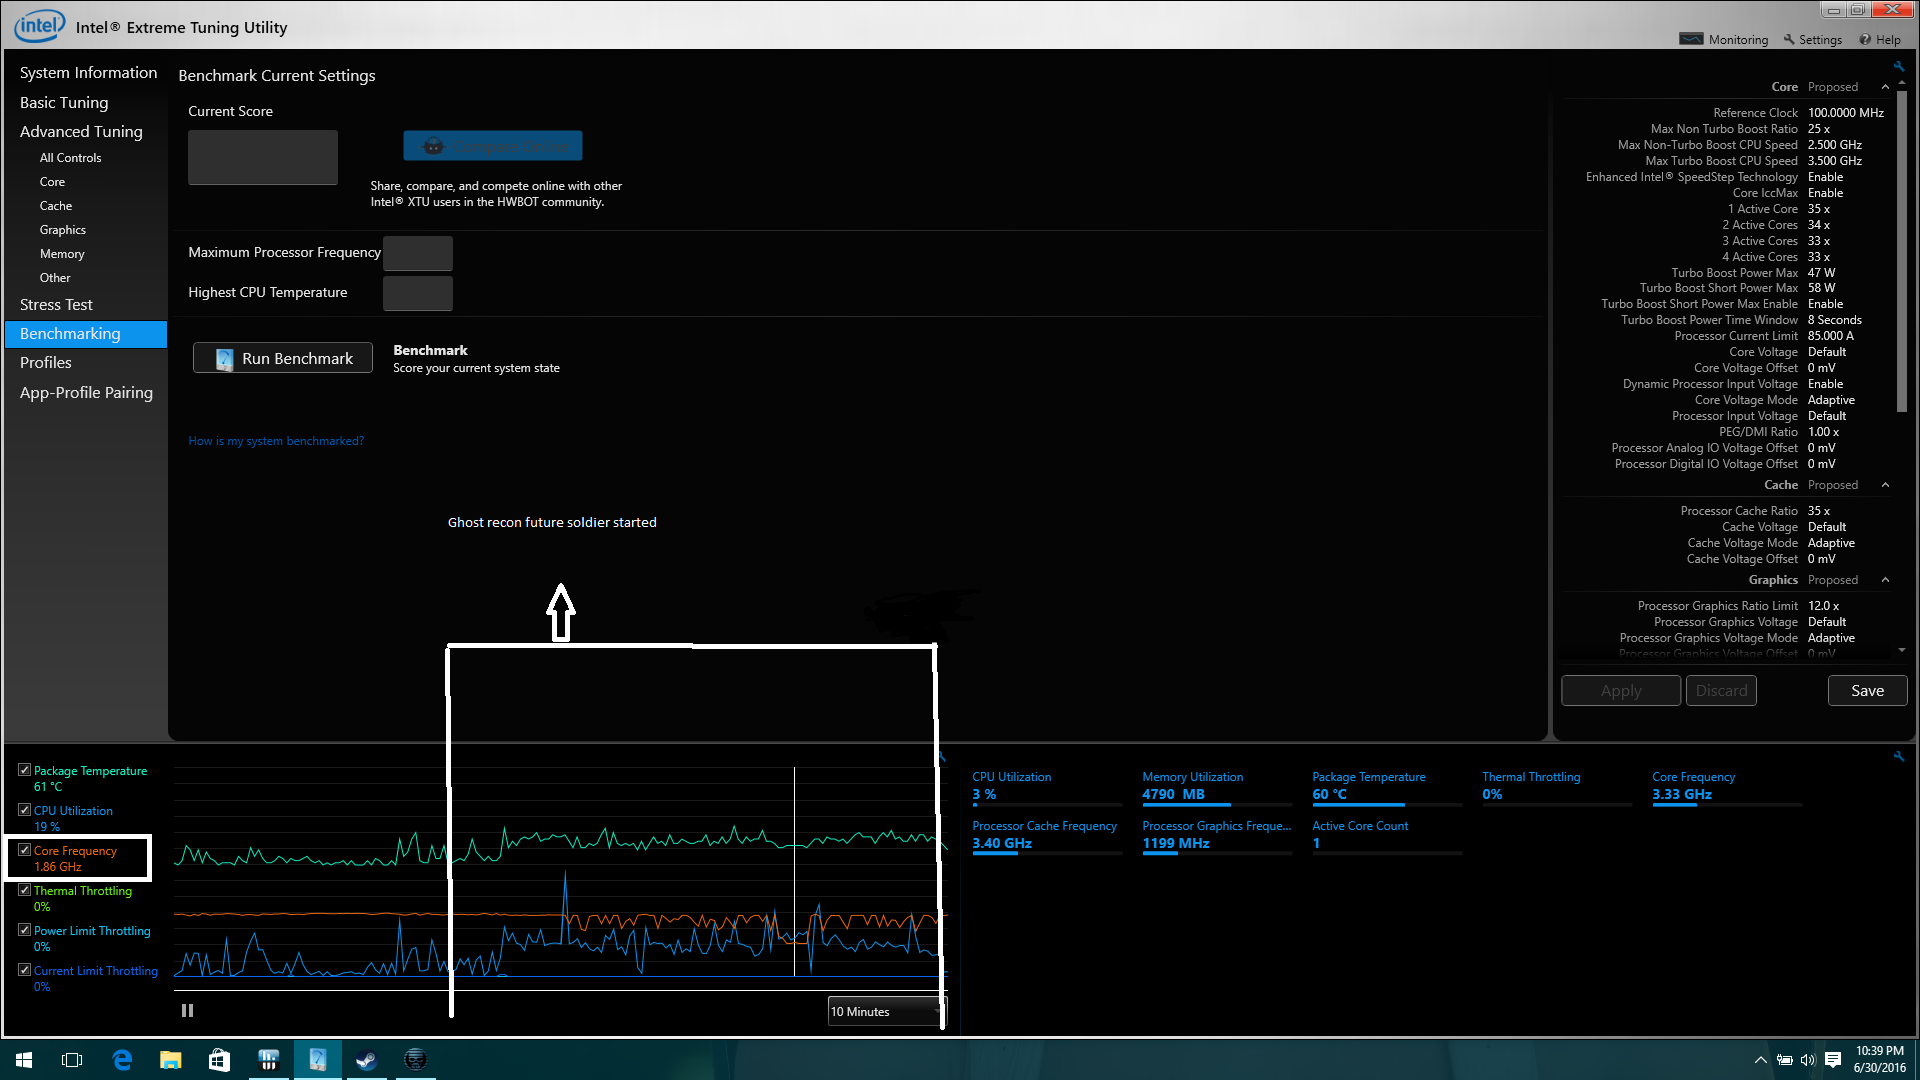 intel Intel® Extreme Tuning Utility
Monitoring Settings Help
System Information
Basic Tuning
Advanced Tuning
All Controls
Core
Cache
Graphics
Memory
Other
Stress Test
Benchmarking
Profiles
App-Profile Pairing
Benchmark Current Settings
Current Score
Share, compare, and compete online with other
Intel® XTU users in the HWBOT community.
Maximum Processor Frequency
Highest CPU Temperature
Run Benchmark
Benchmark
Score your current system state
How is my system benchmarked?
Ghost recon future soldier started
Core Proposed
Reference Clock 100.0000 MHz
Max Non Turbo Boost Ratio 25 x
Max Non-Turbo Boost CPU Speed 2.500 GHz
Max Turbo Boost CPU Speed 3.500 GHz
Enhanced Intel® SpeedStep Technology Enable
Core IccMax Enable
1 Active Core 35 x
2 Active Cores 34 x
3 Active Cores 33 x
4 Active Cores 33 x
Turbo Boost Power Max 47 W
Turbo Boost Short Power Max 58 W
Turbo Boost Short Power Max Enable Enable
Turbo Boost Power Time Window 8 Seconds
Processor Current Limit 85.000 A
Core Voltage Default
Core Voltage Offset 0 mV
Dynamic Processor Input Voltage Enable
Core Voltage Mode Adaptive
Processor Input Voltage Default
PEG/DMI Ratio 1.00 x
Processor Analog IO Voltage Offset 0 mV
Processor Digital IO Voltage Offset 0 mV
Cache Proposed
Processor Cache Ratio 35 x
Cache Voltage Default
Cache Voltage Mode Adaptive
Cache Voltage Offset 0 mV
Graphics Proposed
Processor Graphics Ratio Limit 12.0 x
Processor Graphics Voltage Default
Processor Graphics Voltage Mode Adaptive
Processor Graphics Voltage Offset 0 mV
Apply Discard Save
Package Temperature
61 °C
CPU Utilization
19 %
Core Frequency
1.86 GHz
Thermal Throttling
0%
Power Limit Throttling
0%
Current Limit Throttling
0%
10 Minutes
CPU Utilization Memory Utilization Package Temperature Thermal Throttling Core Frequency
3 % 4790 MB 60 °C 0% 3.33 GHz
Processor Cache Frequency Processor Graphics Freque... Active Core Count
3.40 GHz 1199 MHz 1
10:39 PM
6/30/2016